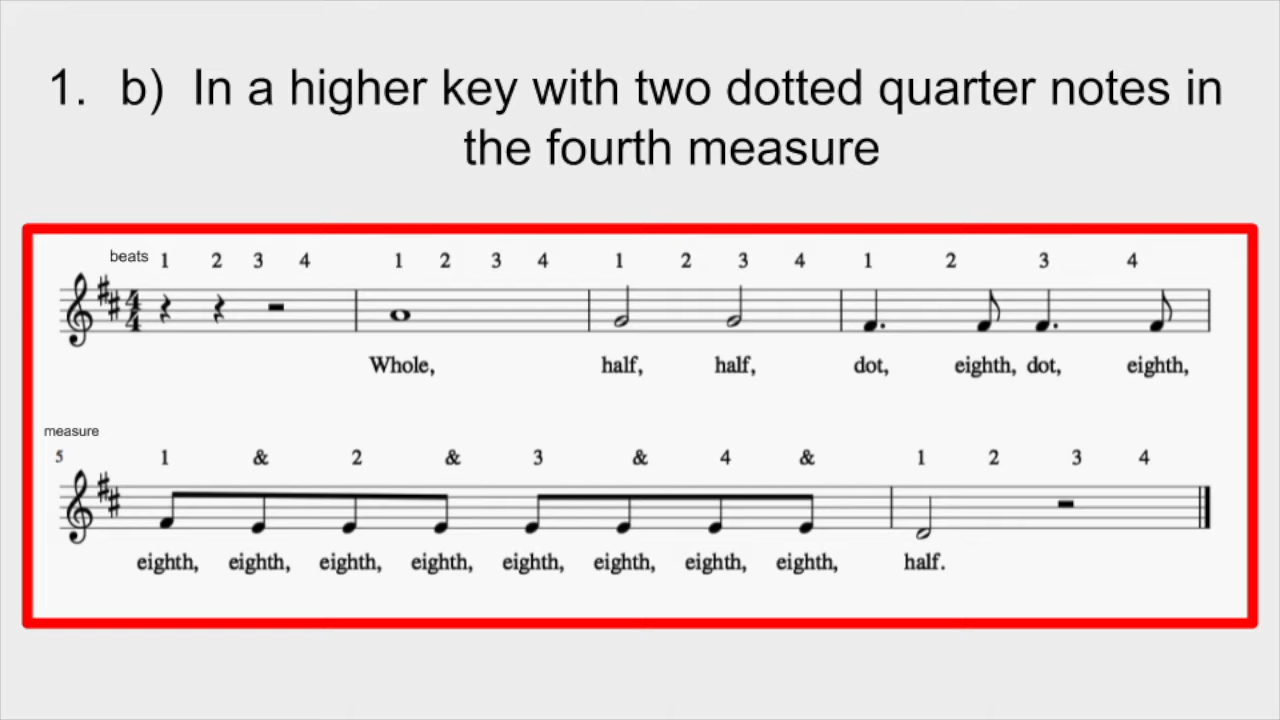 1. b) In a higher key with two dotted quarter notes in
the fourth measure
beats 1 2 3 4 1 2 3 4 1 2 3 4 1 2 3 4
4
4
Whole, half, half, dot, eighth, dot, eighth,
measure
5 1 & 2 & 3 & 4 & 1 2 3 4
eighth, eighth, eighth, eighth, eighth, eighth, eighth, eighth, half.